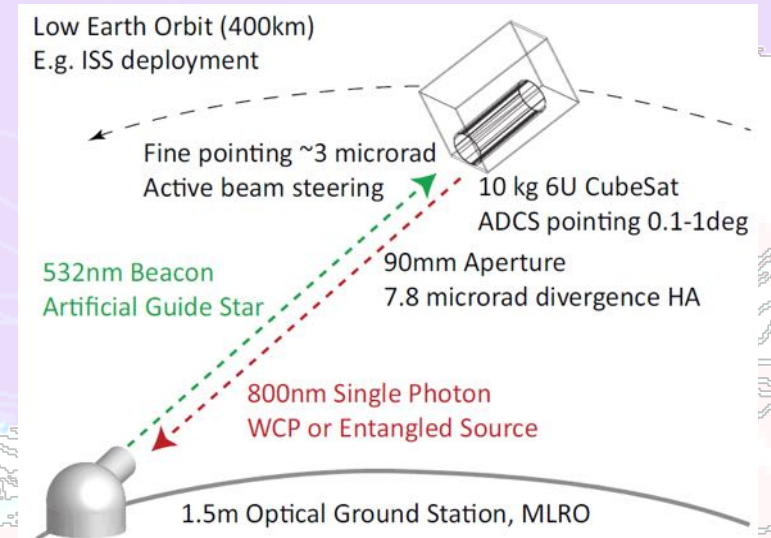 Low Earth Orbit (400km)
E.g. ISS deployment
Fine pointing ~3 microrad
Active beam steering
10 kg 6U CubeSat
ADCS pointing 0.1-1deg
90mm Aperture
7.8 microrad divergence HA
532nm Beacon
Artificial Guide Star
800nm Single Photon
WCP or Entangled Source
1.5m Optical Ground Station, MLRO